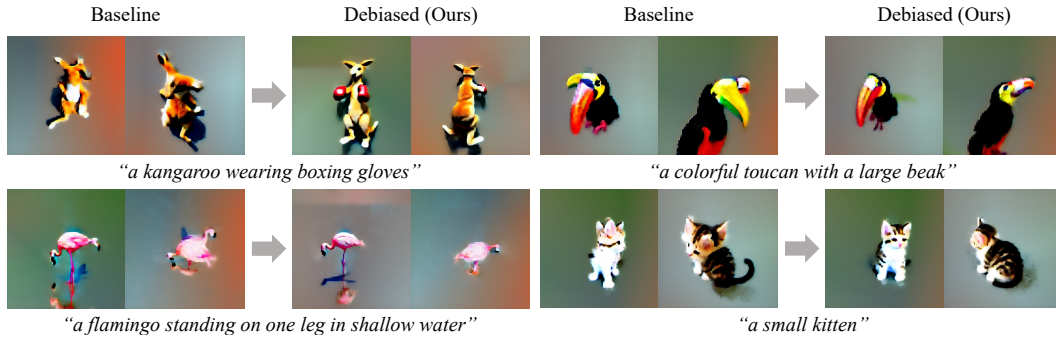 Baseline
Debiased (Ours)
Baseline
Debiased (Ours)
“a kangaroo wearing boxing gloves”
“a colorful toucan with a large beak”
“a flamingo standing on one leg in shallow water”
“a small kitten”